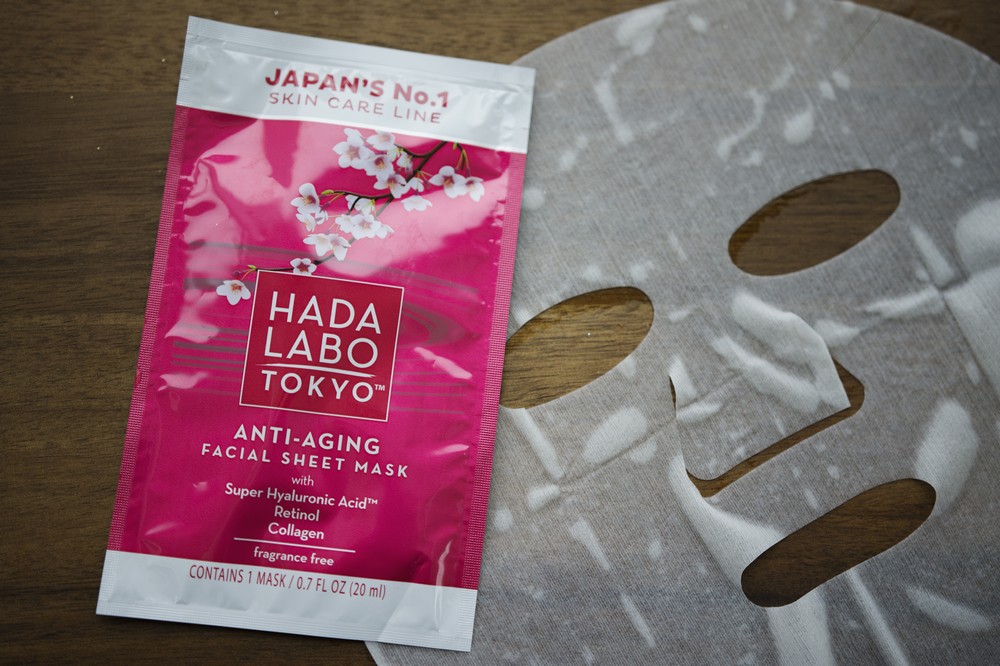 JAPAN'S No.1
SKIN CARE LINE
HADA
LABO
TOKYO™
ANTI-AGING
FACIAL SHEET MASK
with
Super Hyaluronic Acid™
Retinol
Collagen
fragrance free
CONTAINS 1 MASK / 0.7 FL OZ (20 ml)